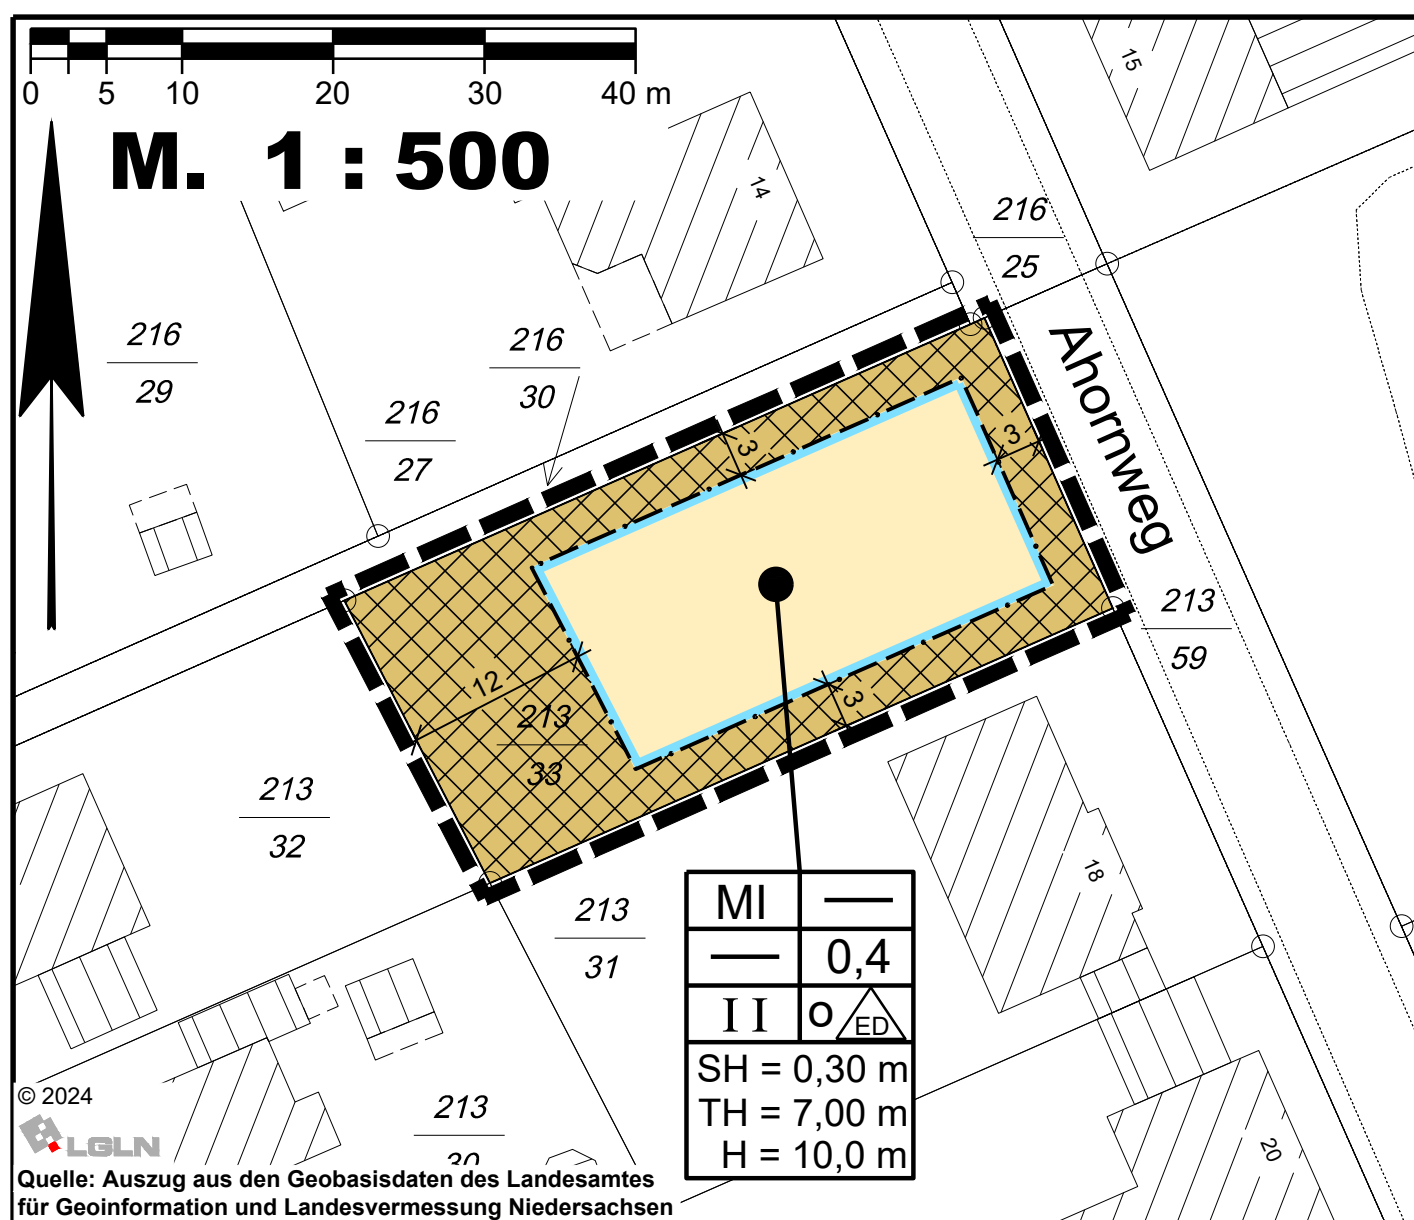 0 5 10 20 30 40 m
M. 1 : 500
15
14
216
25
216
29
216
30
216
27
Ahornweg
3
3
12
3
213
33
213
59
213
32
213
31
18
MI —
— 0,4
II o ED
SH = 0,30 m
TH = 7,00 m
H = 10,0 m
213
30
20
© 2024
LGLN
Quelle: Auszug aus den Geobasisdaten des Landesamtes
für Geoinformation und Landesvermessung Niedersachsen